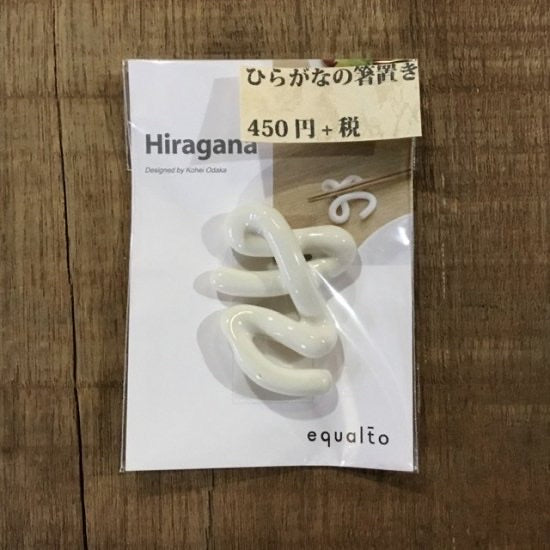 ひらがなの箸置き
450円+税
Hiragana
Designed by Kohei Odaka
equalto